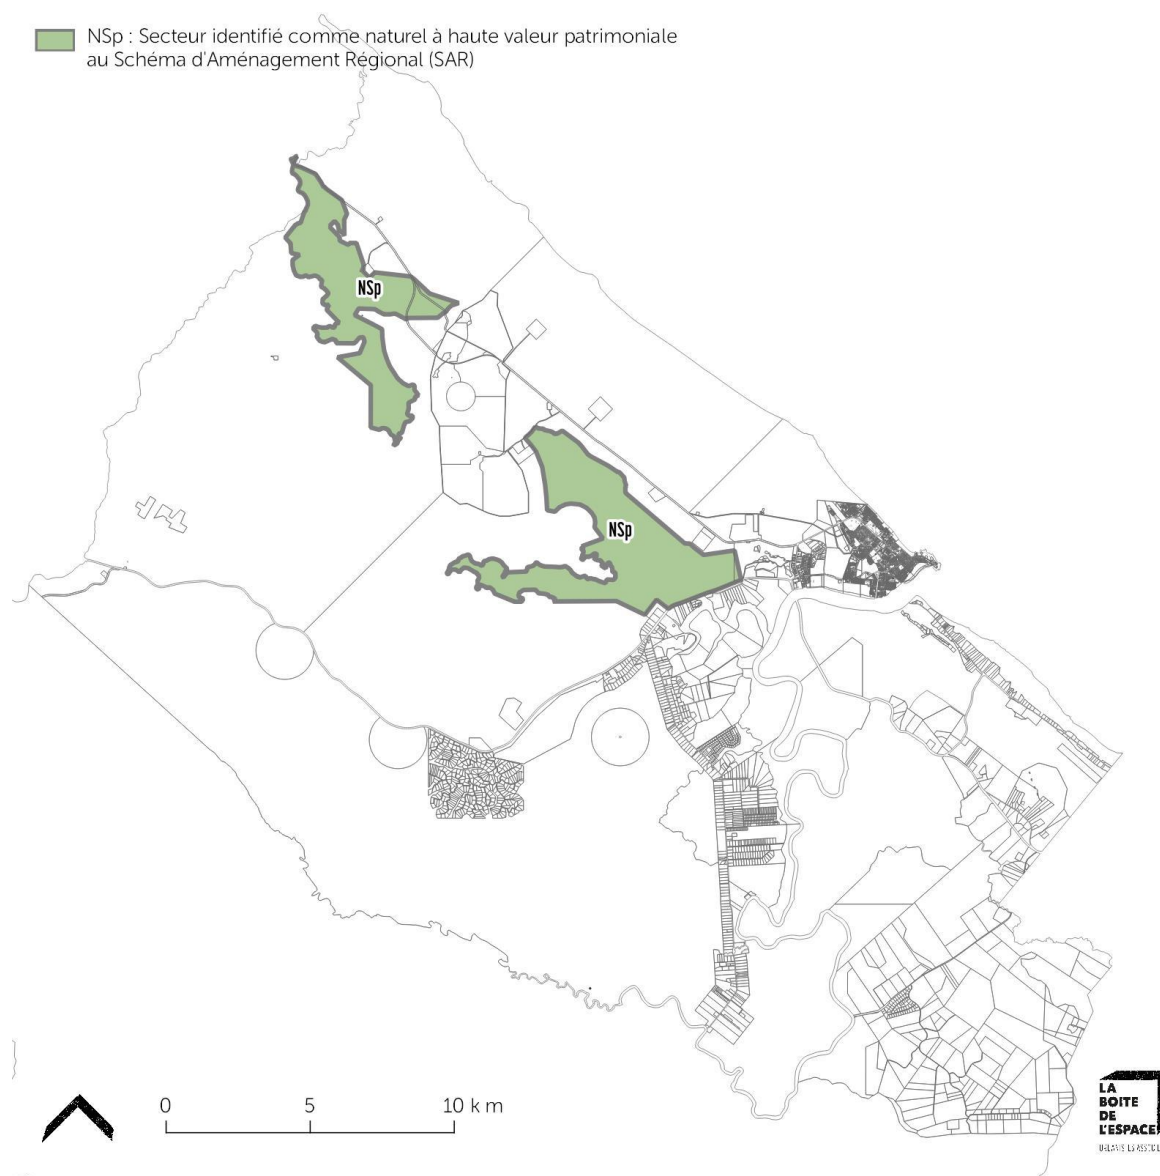 NSp : Secteur identifié comme naturel à haute valeur patrimoniale
au Schéma d'Aménagement Régional (SAR)
NSp
NSp
0 5 10 k m
LA
BOITE
DE
L'ESPACE